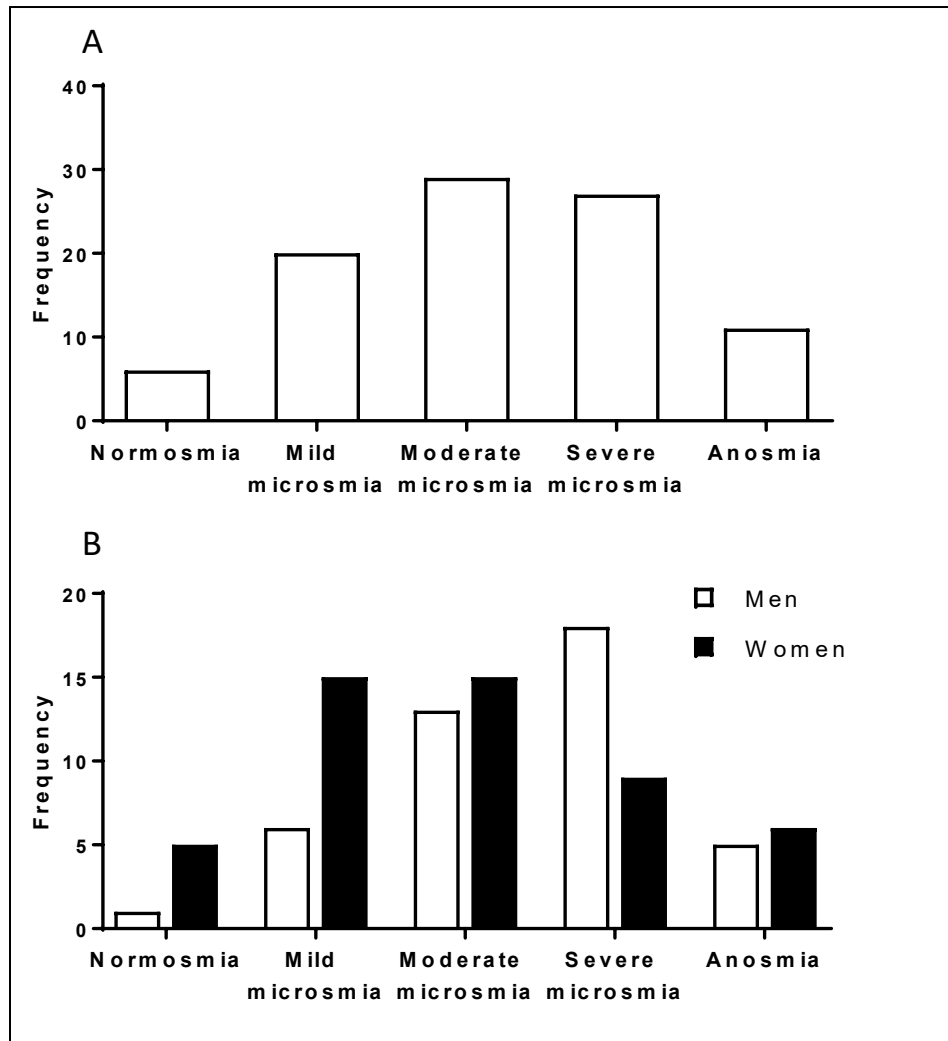 A
40
30
20
10
0
Frequency
Normosmia Mild Moderate Severe Anosmia
microsmia microsmia microsmia
B
20
15
10
5
0
Frequency
Men
Women
Normosmia Mild Moderate Severe Anosmia
microsmia microsmia microsmia